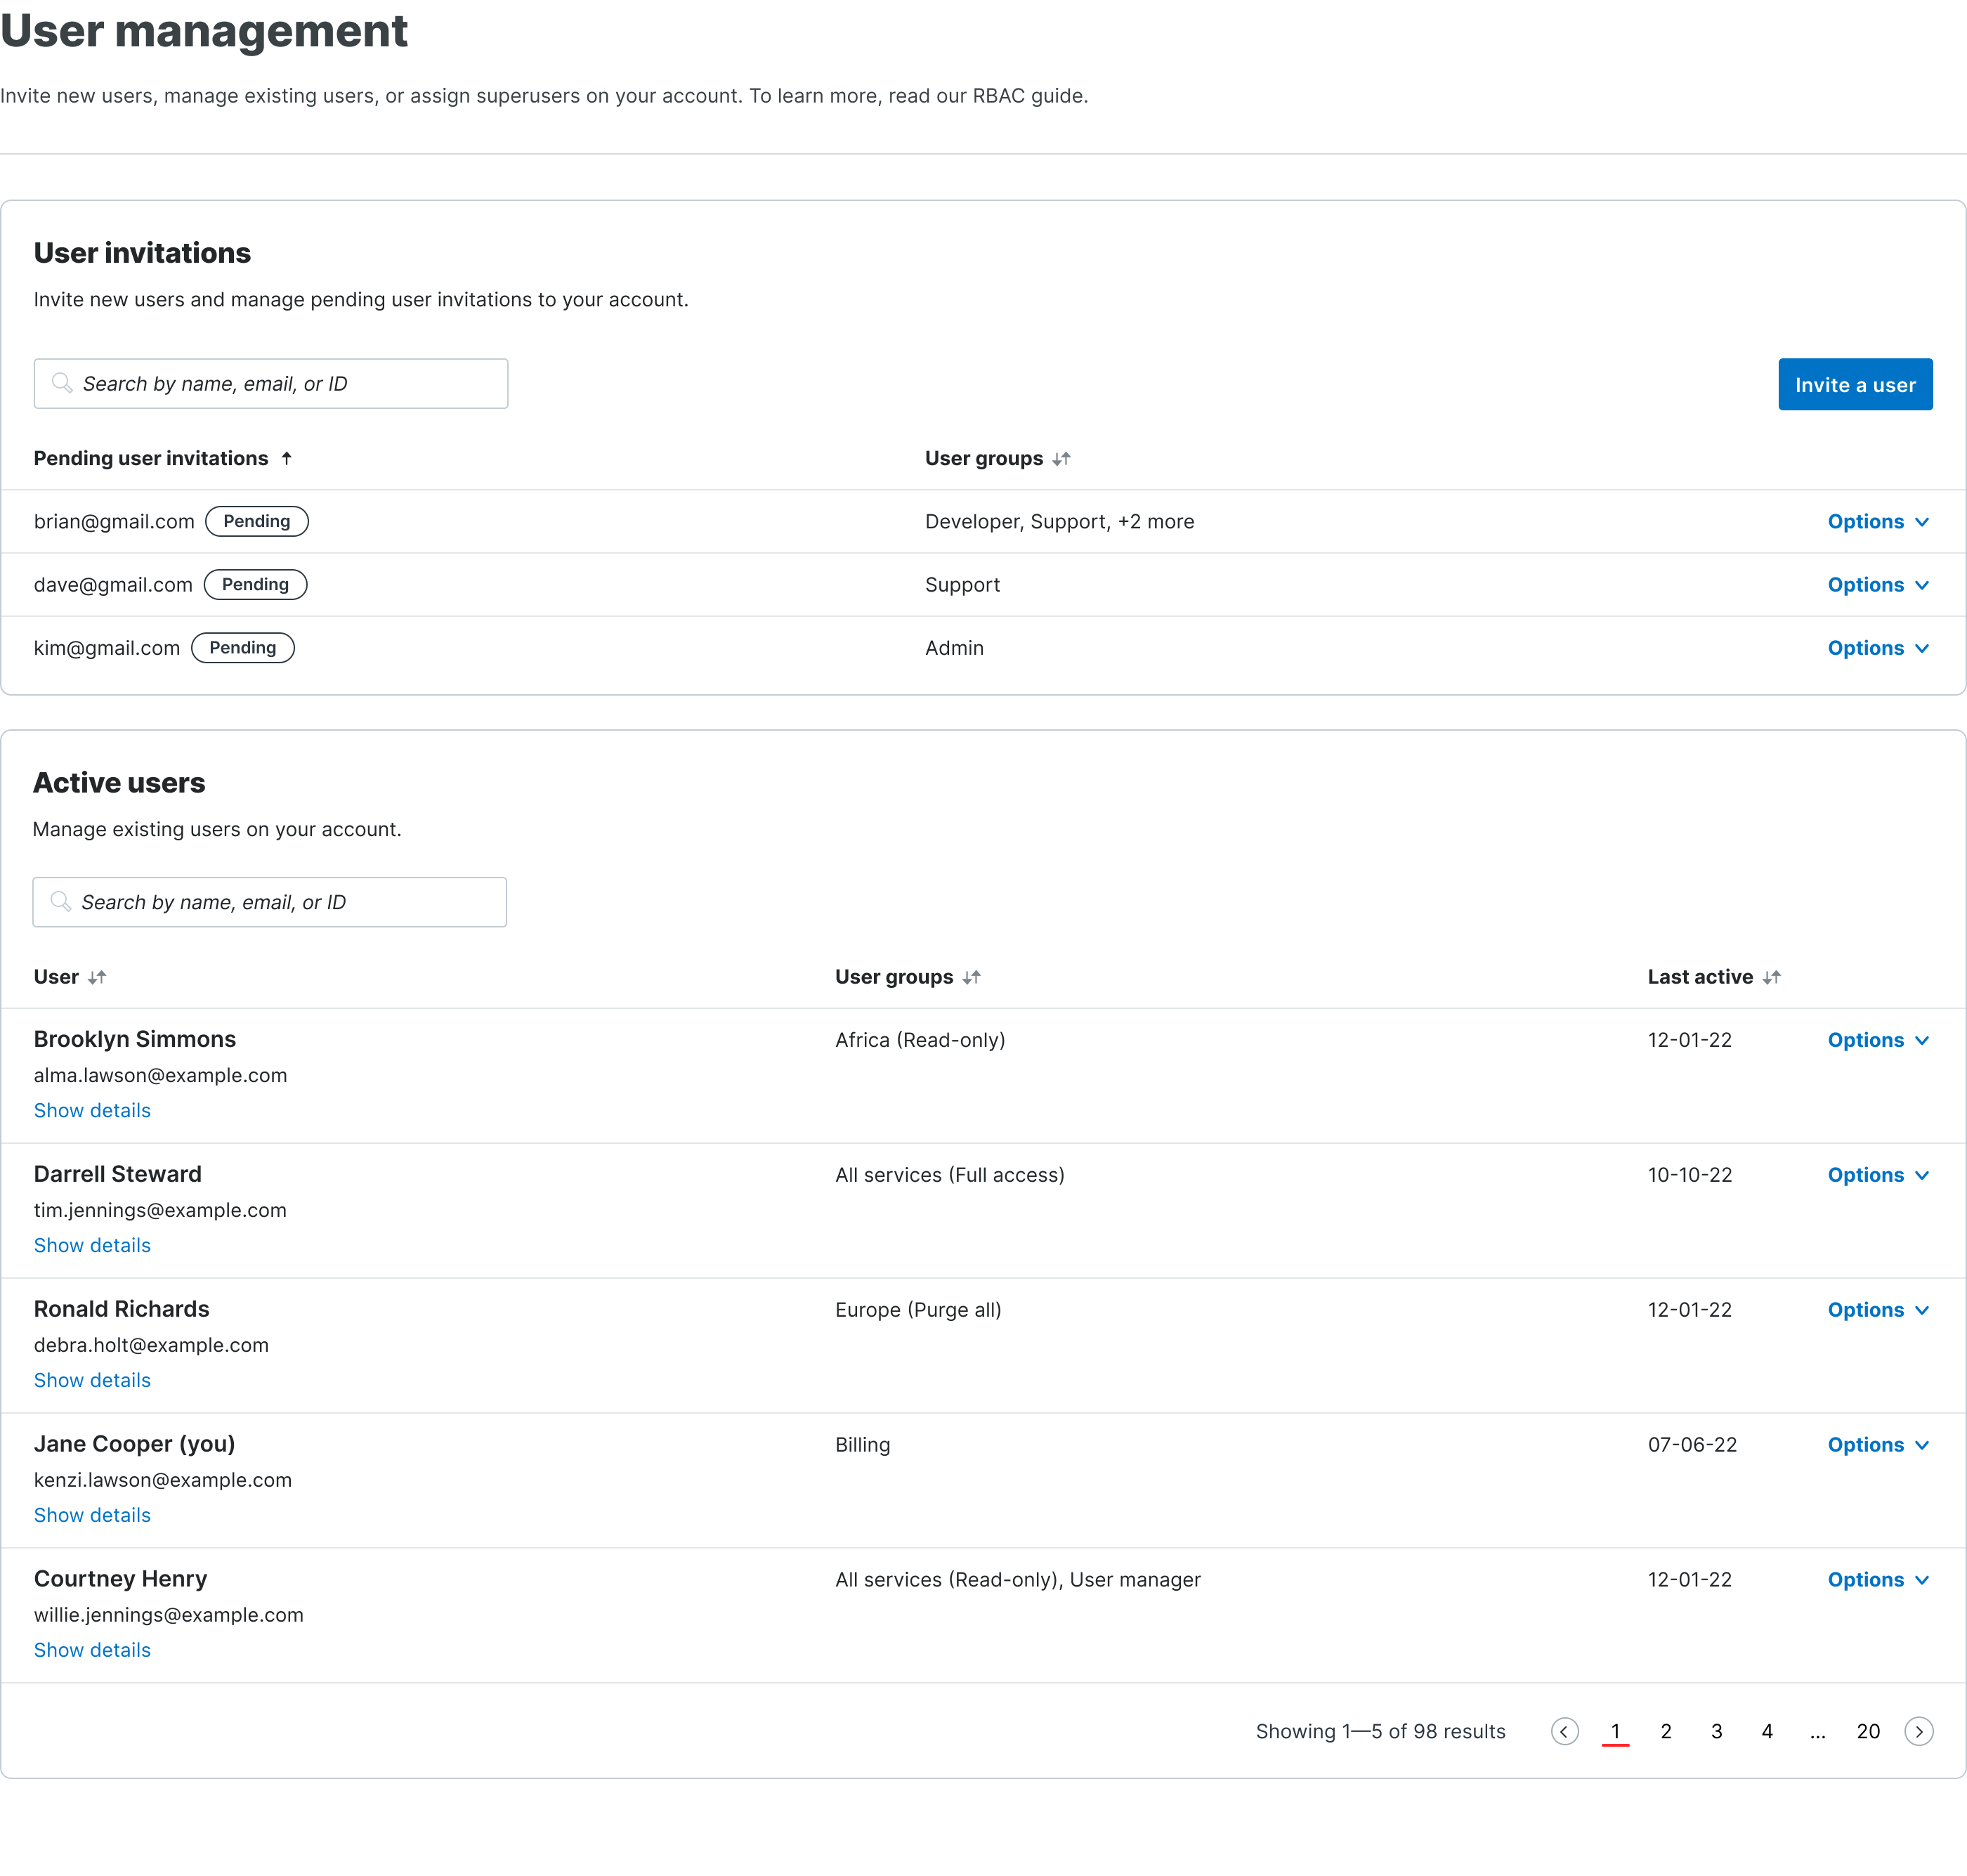 User management
Invite new users, manage existing users, or assign superusers on your account. To learn more, read our RBAC guide.
User invitations
Invite new users and manage pending user invitations to your account.
Search by name, email, or ID
Invite a user
Pending user invitations User groups
brian@gmail.com Pending Developer, Support, +2 more Options
dave@gmail.com Pending Support Options
kim@gmail.com Pending Admin Options
Active users
Manage existing users on your account.
Search by name, email, or ID
User User groups Last active
Brooklyn Simmons Africa (Read-only) 12-01-22 Options
alma.lawson@example.com
Show details
Darrell Steward All services (Full access) 10-10-22 Options
tim.jennings@example.com
Show details
Ronald Richards Europe (Purge all) 12-01-22 Options
debra.holt@example.com
Show details
Jane Cooper (you) Billing 07-06-22 Options
kenzi.lawson@example.com
Show details
Courtney Henry All services (Read-only), User manager 12-01-22 Options
willie.jennings@example.com
Show details
Showing 1—5 of 98 results 1 2 3 4 ... 20